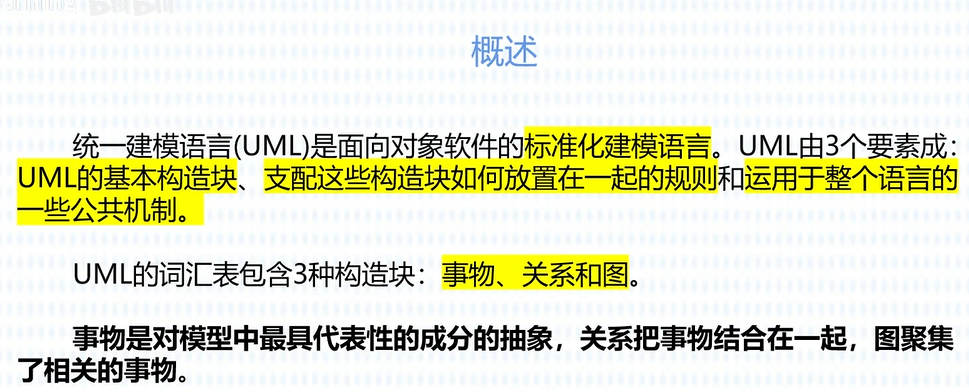 概述
统一建模语言(UML)是面向对象软件的标准化建模语言。UML由3个要素成：
UML的基本构造块、支配这些构造块如何放置在一起的规则和运用于整个语言的
一些公共机制。
UML的词汇表包含3种构造块：事物、关系和图。
事物是对模型中最具代表性的成分的抽象，关系把事物结合在一起，图聚集
了相关的事物。